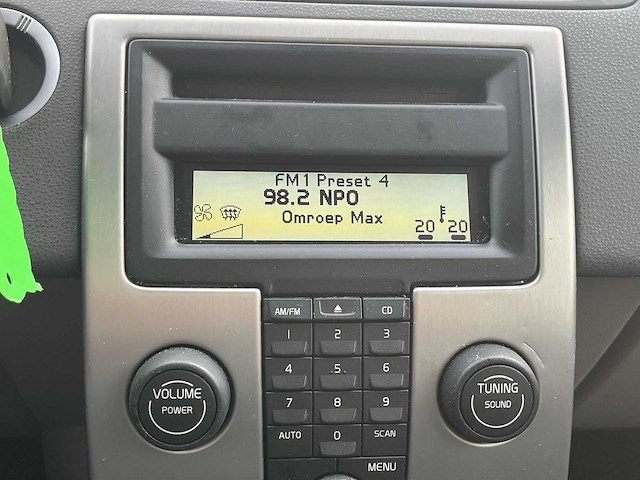 FM1 Preset 4
98.2 NPO
Omroep Max
20 20
AM/FM CD
1 2 3
4 5 6
7 8 9
AUTO 0 SCAN
MENU
VOLUME
POWER
TUNING
SOUND